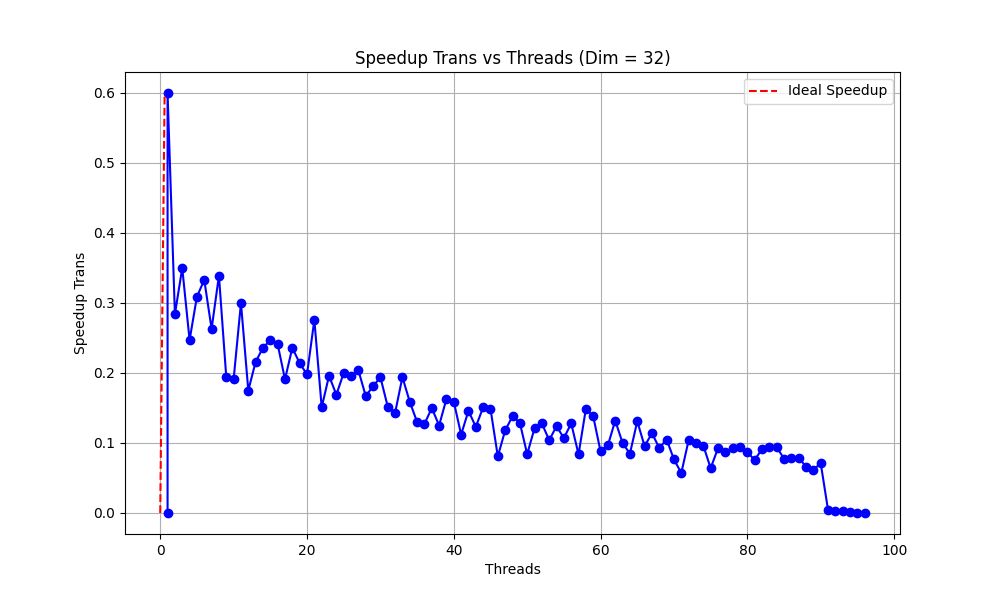 Speedup Trans vs Threads (Dim = 32)
Ideal Speedup
Speedup Trans
0.6
0.5
0.4
0.3
0.2
0.1
0.0
0 20 40 60 80 100
Threads